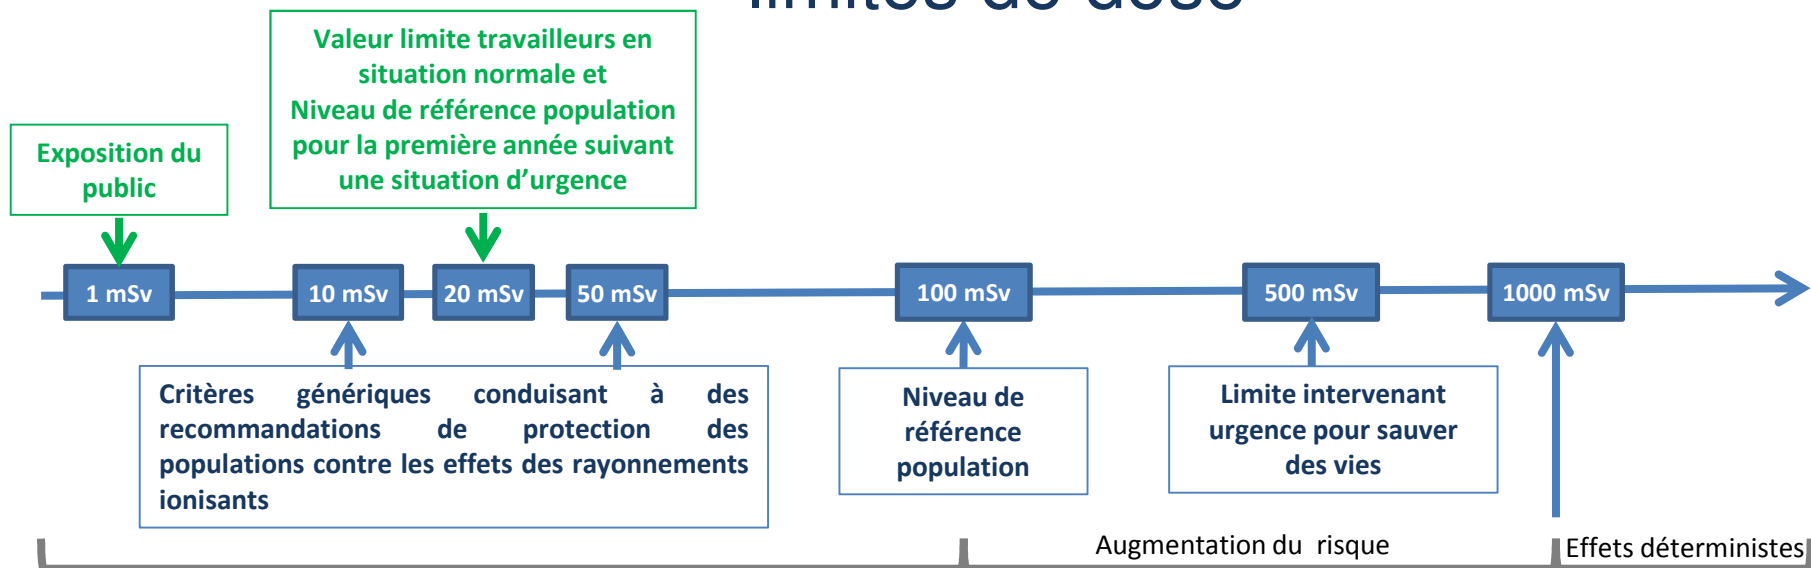 limites de dose
Valeur limite travailleurs en
situation normale et
Niveau de référence population
pour la première année suivant
une situation d’urgence
Exposition du
public
1 mSv
10 mSv
20 mSv
50 mSv
100 mSv
500 mSv
1000 mSv
Critères génériques conduisant à des
recommandations de protection des
populations contre les effets des rayonnements
ionisants
Niveau de
référence
population
Limite intervenant
urgence pour sauver
des vies
Augmentation du risque
Effets déterministes